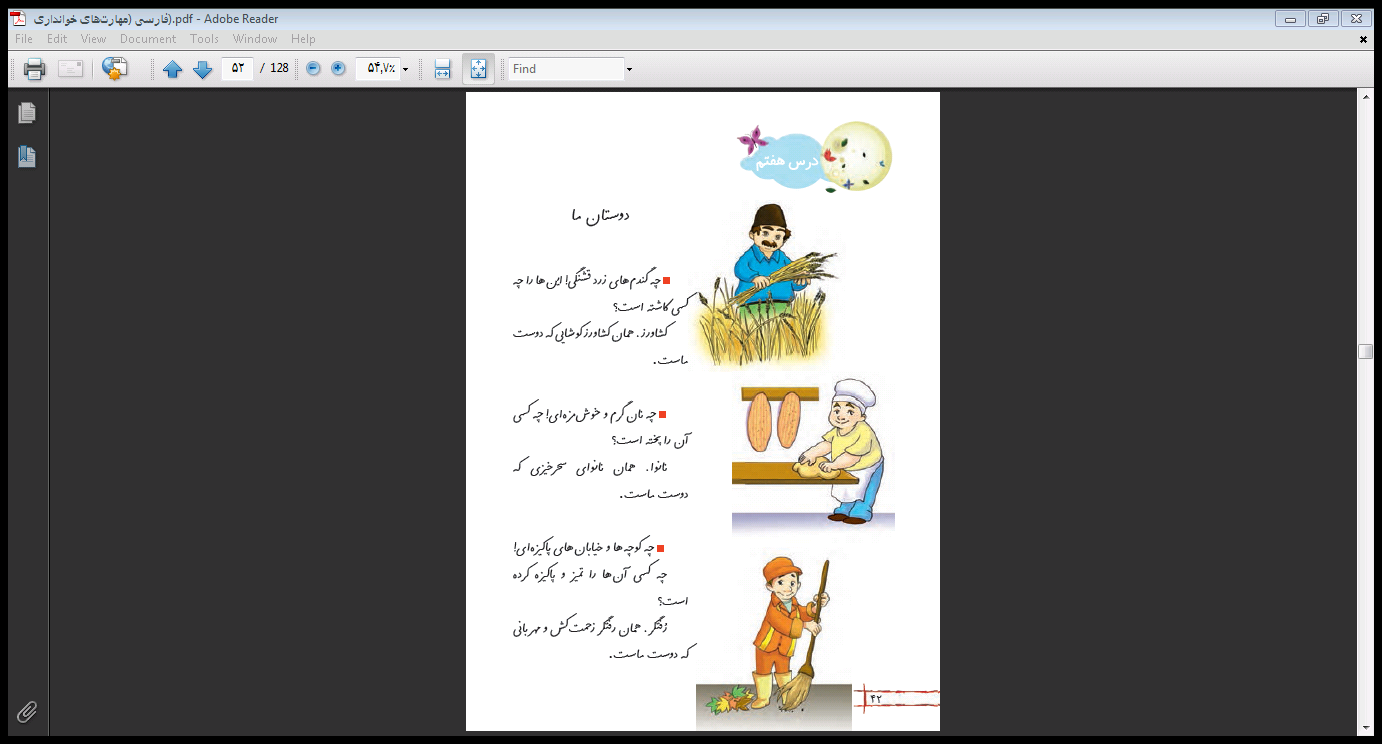 فارسی (مهارت‌های خوانداری).pdf - Adobe Reader
File Edit View Document Tools Window Help
۵۲ / 128 ۵۴٫۷٪ Find
درس هفتم
دوستان ما
چه گندم‌های زرد قشنگی! این ها را چه
کسی کاشته است؟
کشاورز. همان کشاورز کوشایی که دوست
ماست.
چه نان گرم و خوش‌مزه‌ای! چه کسی
آن را پخته است؟
نانوا. همان نانوای سحرخیزی که
دوست ماست.
چه کوچه ها و خیابان های پاکیزه‌ای!
چه کسی آن‌ها را تمیز و پاکیزه کرده
است؟
رُفتگر. همان رفتگر زحمت‌کش و مهربانی
که دوست ماست.
۴۲